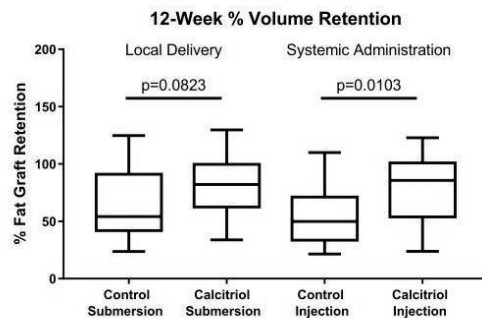 12-Week % Volume Retention
Local Delivery
Systemic Administration
p=0.0823
p=0.0103
% Fat Graft Retention
200
150
100
50
0
Control
Submersion
Calcitriol
Submersion
Control
Injection
Calcitriol
Injection